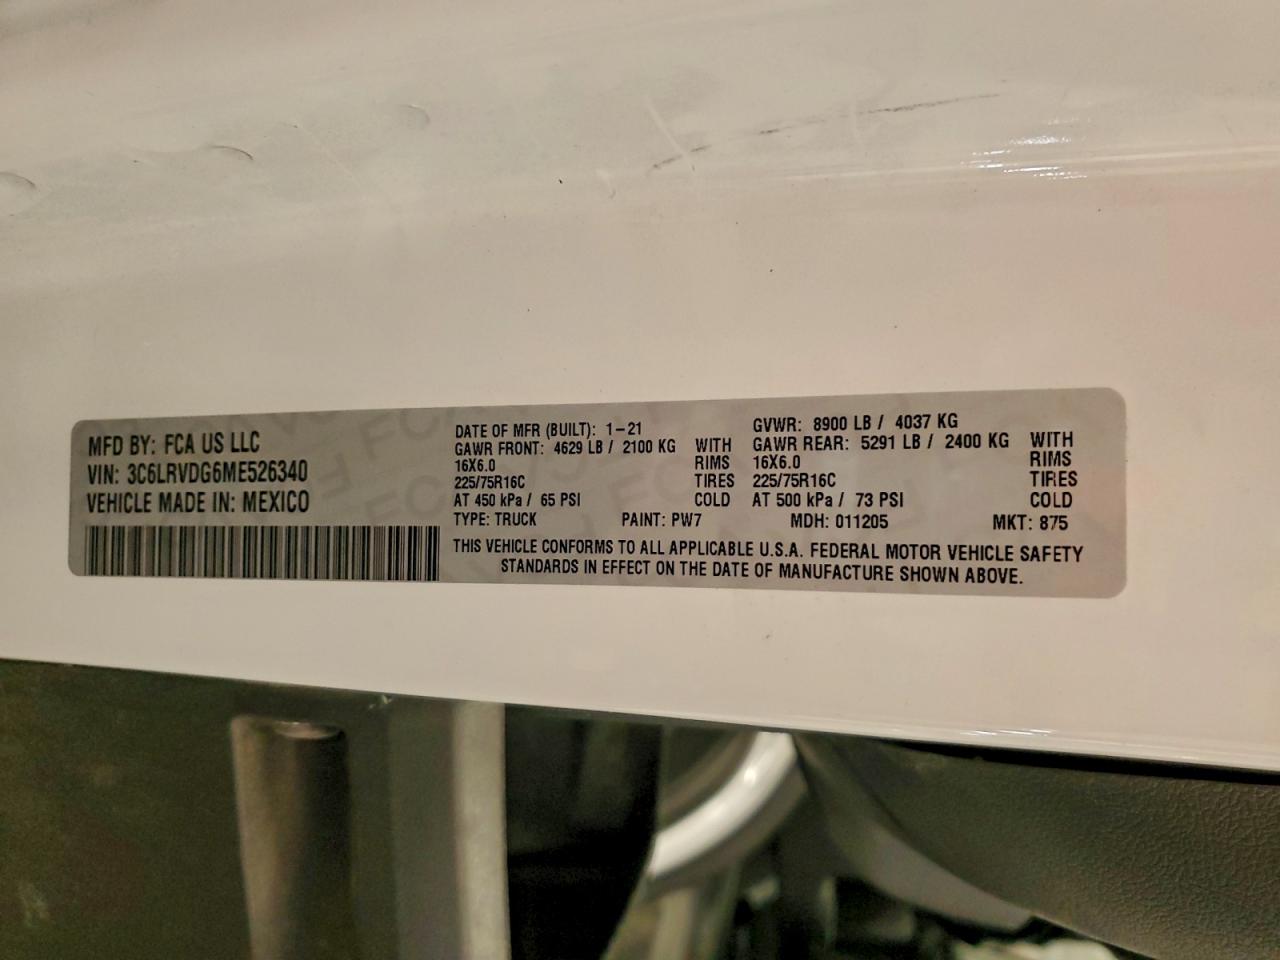 MFD BY: FCA US LLC
VIN: 3C6LRVDG6ME526340
VEHICLE MADE IN: MEXICO
DATE OF MFR (BUILT): 1-21
GAWR FRONT: 4629 LB / 2100 KG WITH
16X6.0 RIMS
225/75R16C TIRES
AT 450 kPa / 65 PSI COLD
GVWR: 8900 LB / 4037 KG
GAWR REAR: 5291 LB / 2400 KG WITH
16X6.0 RIMS
225/75R16C TIRES
AT 500 kPa / 73 PSI COLD
TYPE: TRUCK PAINT: PW7 MDH: 011205 MKT: 875
THIS VEHICLE CONFORMS TO ALL APPLICABLE U.S.A. FEDERAL MOTOR VEHICLE SAFETY
STANDARDS IN EFFECT ON THE DATE OF MANUFACTURE SHOWN ABOVE.